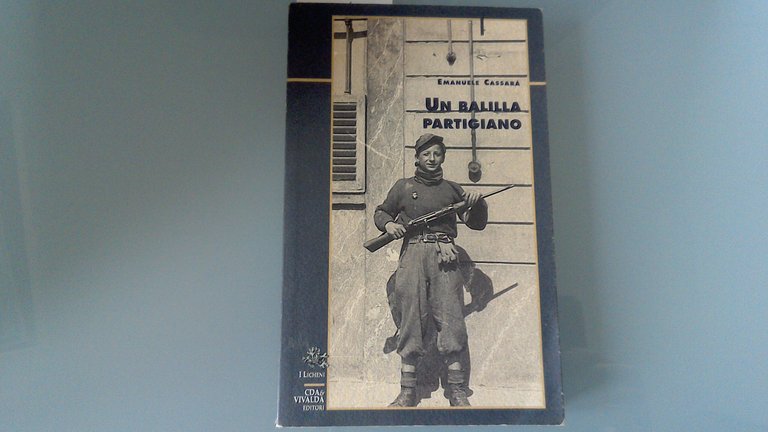 EMANUELE CASSARÀ
UN BALILLA
PARTIGIANO
I LICHENI
CDA&
VIVALDA
EDITORI